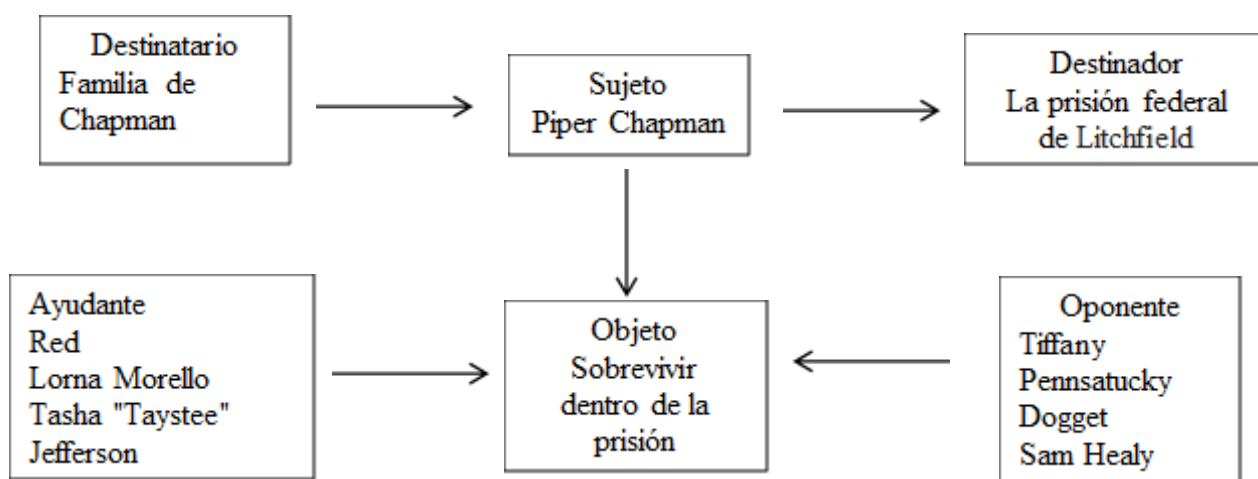 Destinatario
Familia de
Chapman
Sujeto
Piper Chapman
Destinador
La prisión federal
de Litchfield
Ayudante
Red
Lorna Morello
Tasha "Taystee"
Jefferson
Objeto
Sobrevivir
dentro de la
prisión
Oponente
Tiffany
Pennsatucky
Dogget
Sam Healy